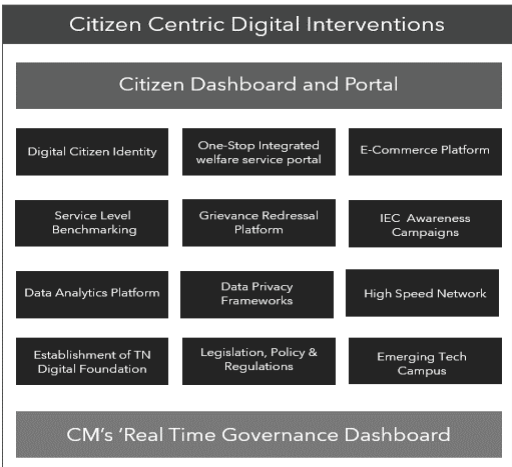 Citizen Centric Digital Interventions
Citizen Dashboard and Portal
Digital Citizen Identity
One-Stop Integrated
welfare service portal
E-Commerce Platform
Service Level
Benchmarking
Grievance Redressal
Platform
IEC Awareness
Campaigns
Data Analytics Platform
Data Privacy
Frameworks
High Speed Network
Establishment of TN
Digital Foundation
Legislation, Policy &
Regulations
Emerging Tech
Campus
CM's 'Real Time Governance Dashboard